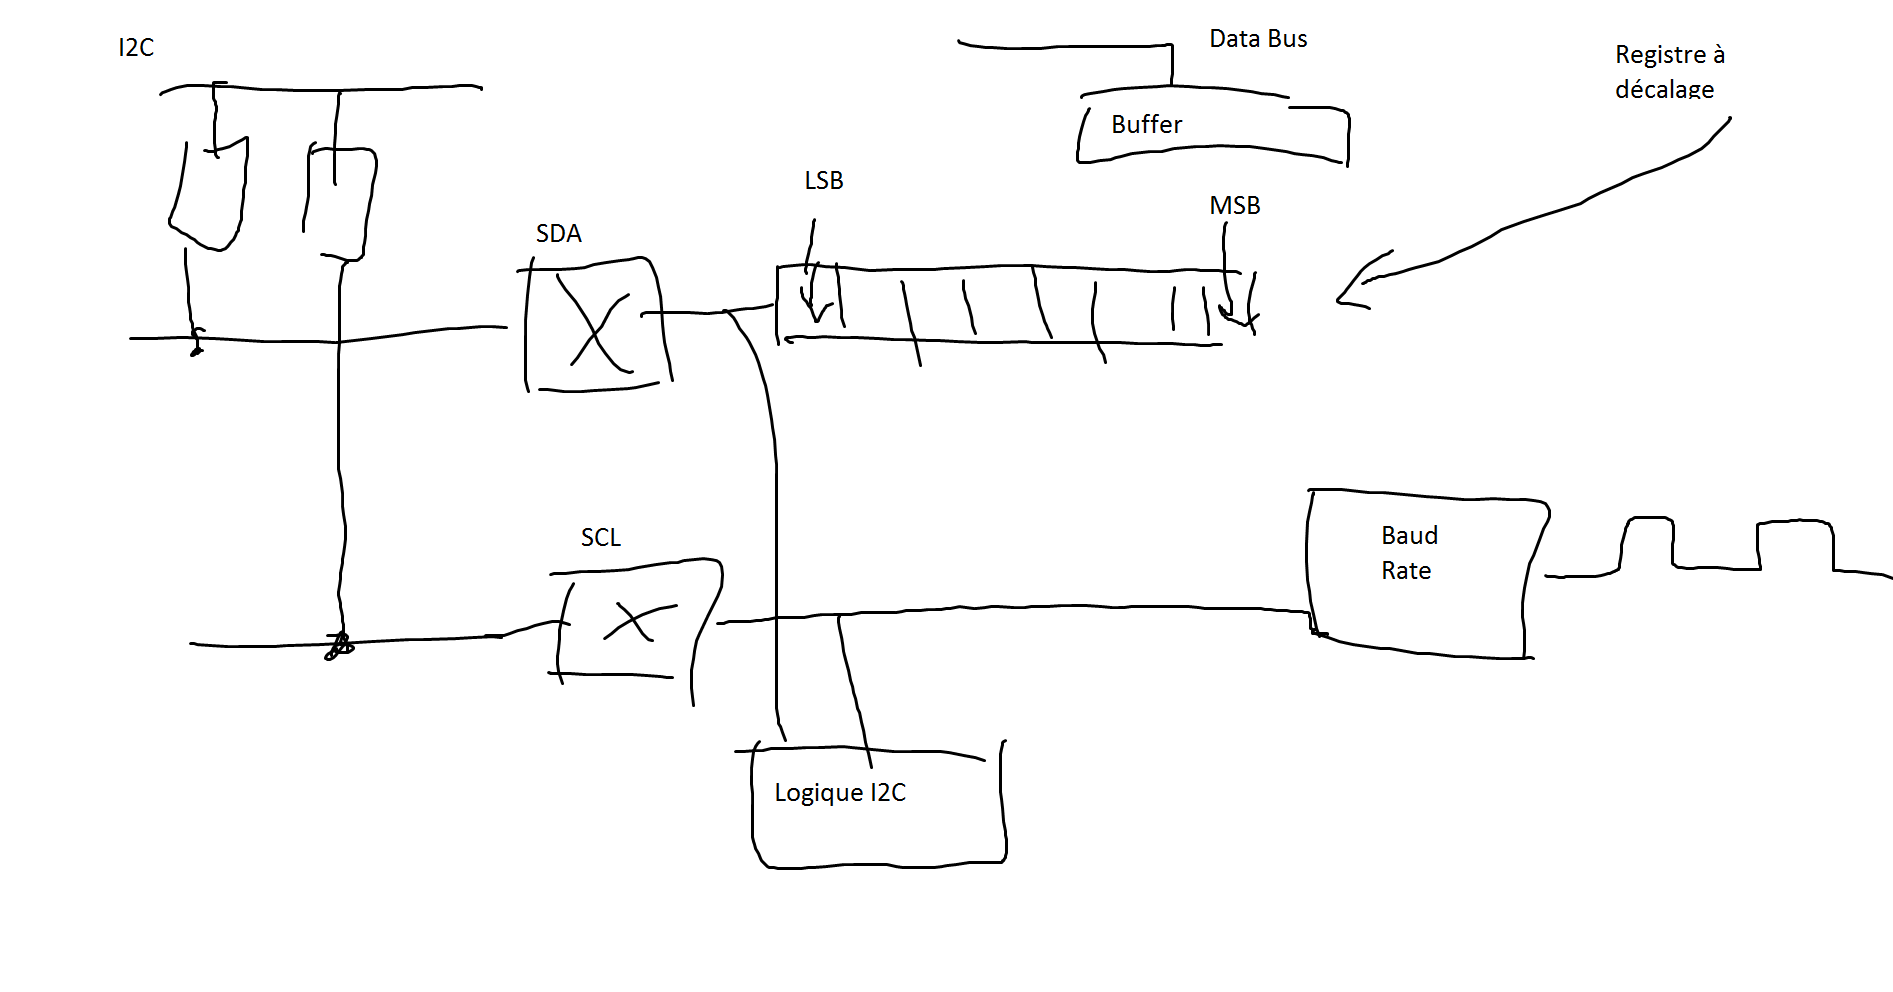 I2C
Data Bus
Registre à
décalage
Buffer
LSB
MSB
SDA
SCL
Baud
Rate
Logique I2C